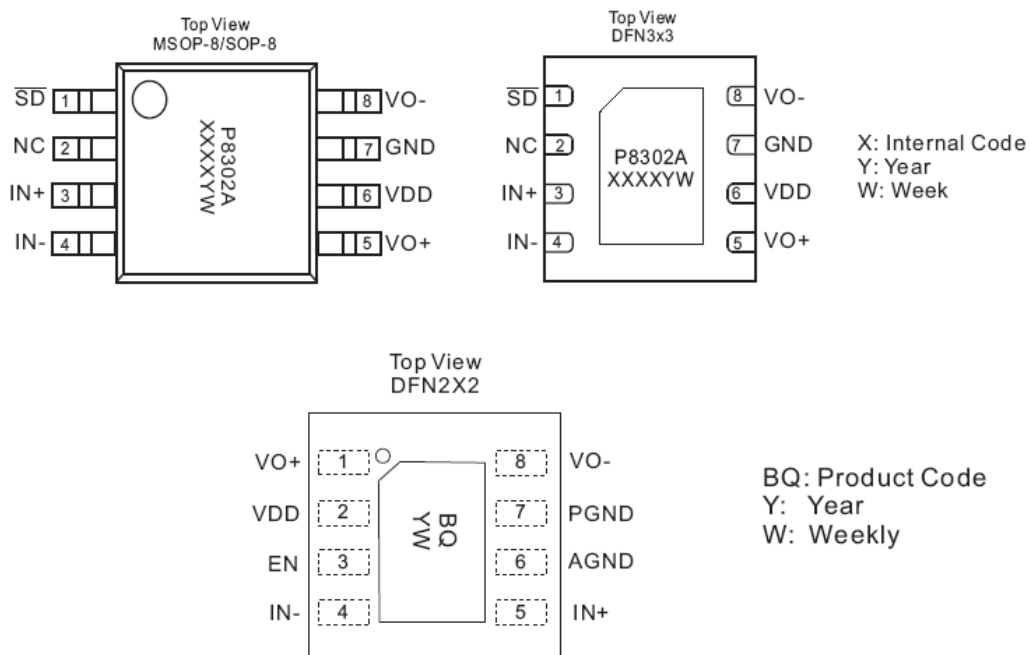 Top View
MSOP-8/SOP-8
SD 1 8 VO-
NC 2 7 GND
IN+ 3 6 VDD
IN- 4 5 VO+
P8302A
XXXXYW
Top View
DFN3x3
SD 1 8 VO-
NC 2 7 GND
IN+ 3 6 VDD
IN- 4 5 VO+
P8302A
XXXXYW
X: Internal Code
Y: Year
W: Week
Top View
DFN2X2
VO+ 1 8 VO-
VDD 2 7 PGND
EN 3 6 AGND
IN- 4 5 IN+
BQ
YW
BQ: Product Code
Y: Year
W: Weekly